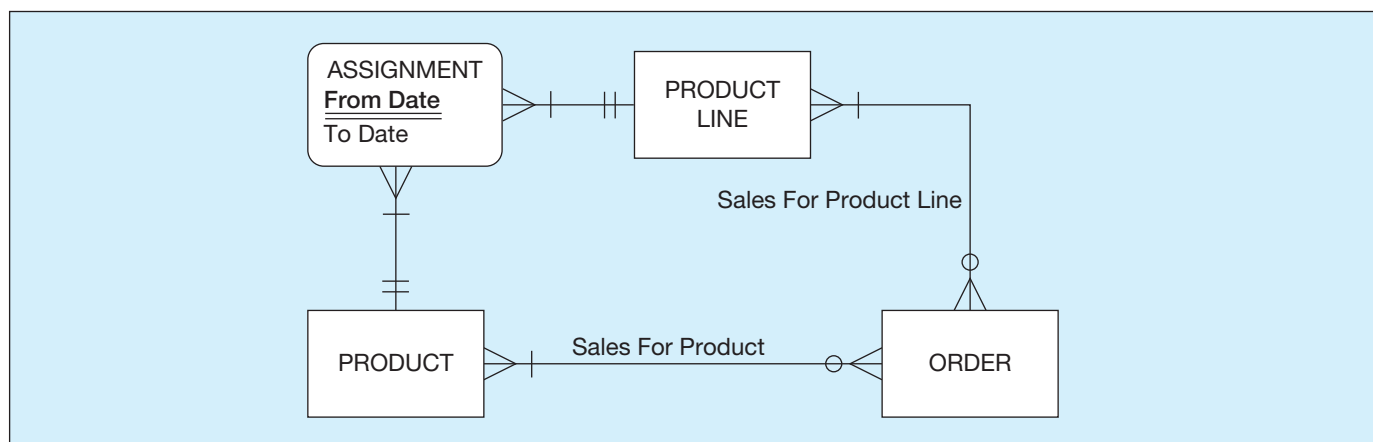 ASSIGNMENT
From Date
To Date
PRODUCT
LINE
Sales For Product Line
PRODUCT
Sales For Product
ORDER